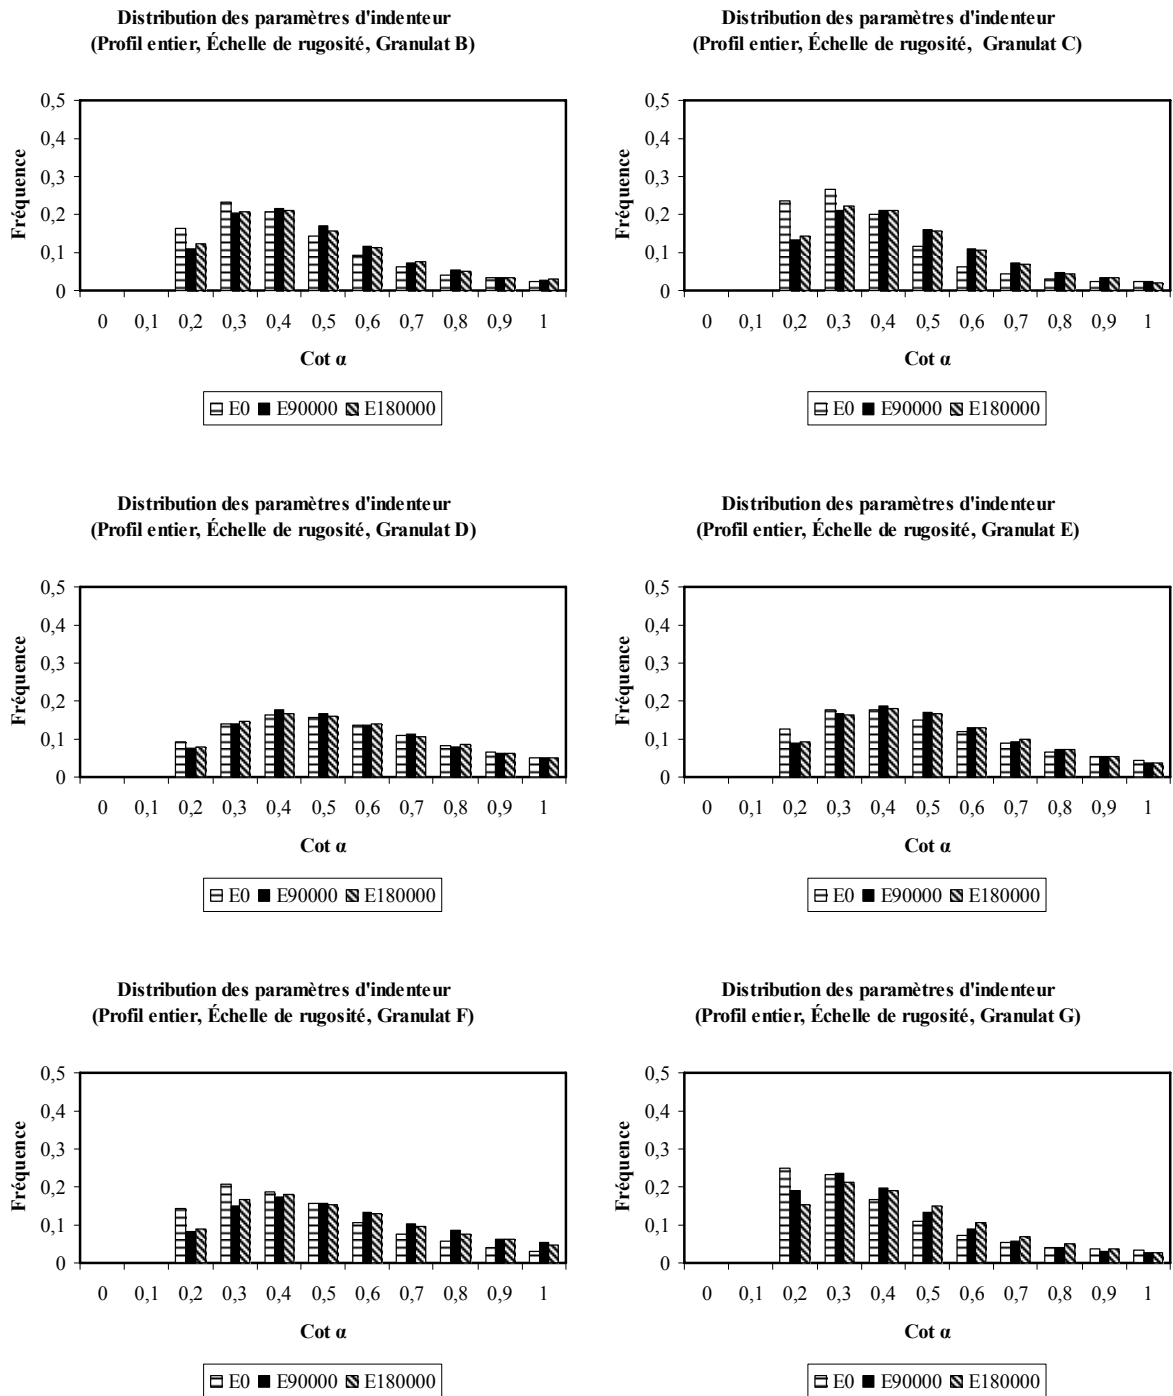 Distribution des paramètres d'indenteur
(Profil entier, Échelle de rugosité, Granulat B)
0,5
0,4
0,3
0,2
0,1
0
Fréquence
0 0,1 0,2 0,3 0,4 0,5 0,6 0,7 0,8 0,9 1
Cot α
E0 E90000 E180000
Distribution des paramètres d'indenteur
(Profil entier, Échelle de rugosité, Granulat C)
0,5
0,4
0,3
0,2
0,1
0
Fréquence
0 0,1 0,2 0,3 0,4 0,5 0,6 0,7 0,8 0,9 1
Cot α
E0 E90000 E180000
Distribution des paramètres d'indenteur
(Profil entier, Échelle de rugosité, Granulat D)
0,5
0,4
0,3
0,2
0,1
0
Fréquence
0 0,1 0,2 0,3 0,4 0,5 0,6 0,7 0,8 0,9 1
Cot α
E0 E90000 E180000
Distribution des paramètres d'indenteur
(Profil entier, Échelle de rugosité, Granulat E)
0,5
0,4
0,3
0,2
0,1
0
Fréquence
0 0,1 0,2 0,3 0,4 0,5 0,6 0,7 0,8 0,9 1
Cot α
E0 E90000 E180000
Distribution des paramètres d'indenteur
(Profil entier, Échelle de rugosité, Granulat F)
0,5
0,4
0,3
0,2
0,1
0
Fréquence
0 0,1 0,2 0,3 0,4 0,5 0,6 0,7 0,8 0,9 1
Cot α
E0 E90000 E180000
Distribution des paramètres d'indenteur
(Profil entier, Échelle de rugosité, Granulat G)
0,5
0,4
0,3
0,2
0,1
0
Fréquence
0 0,1 0,2 0,3 0,4 0,5 0,6 0,7 0,8 0,9 1
Cot α
E0 E90000 E180000